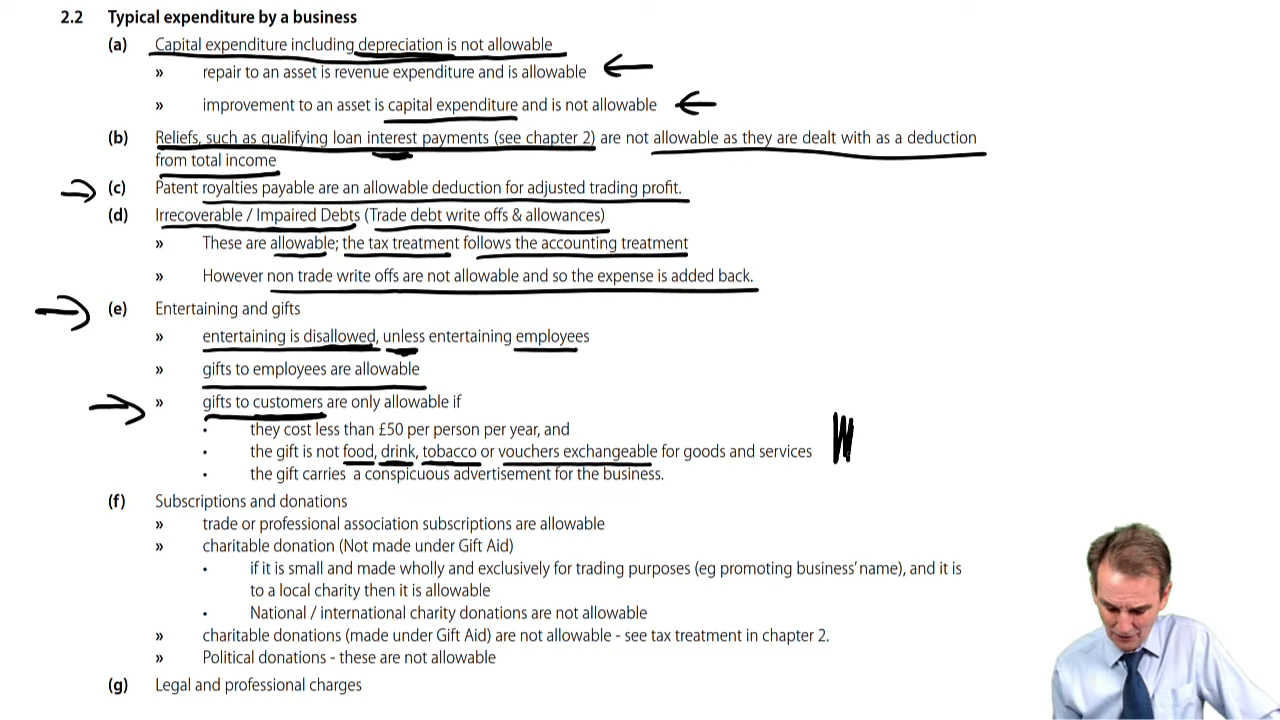 2.2 Typical expenditure by a business
(a) Capital expenditure including depreciation is not allowable
» repair to an asset is revenue expenditure and is allowable
» improvement to an asset is capital expenditure and is not allowable
(b) Reliefs, such as qualifying loan interest payments (see chapter 2) are not allowable as they are dealt with as a deduction
from total income
(c) Patent royalties payable are an allowable deduction for adjusted trading profit.
(d) Irrecoverable / Impaired Debts (Trade debt write offs & allowances)
» These are allowable; the tax treatment follows the accounting treatment
» However non trade write offs are not allowable and so the expense is added back.
(e) Entertaining and gifts
» entertaining is disallowed, unless entertaining employees
» gifts to employees are allowable
» gifts to customers are only allowable if
• they cost less than £50 per person per year, and
• the gift is not food, drink, tobacco or vouchers exchangeable for goods and services
• the gift carries a conspicuous advertisement for the business.
(f) Subscriptions and donations
» trade or professional association subscriptions are allowable
» charitable donation (Not made under Gift Aid)
• if it is small and made wholly and exclusively for trading purposes (eg promoting business' name), and it is
to a local charity then it is allowable
• National / international charity donations are not allowable
» charitable donations (made under Gift Aid) are not allowable - see tax treatment in chapter 2.
» Political donations - these are not allowable
(g) Legal and professional charges